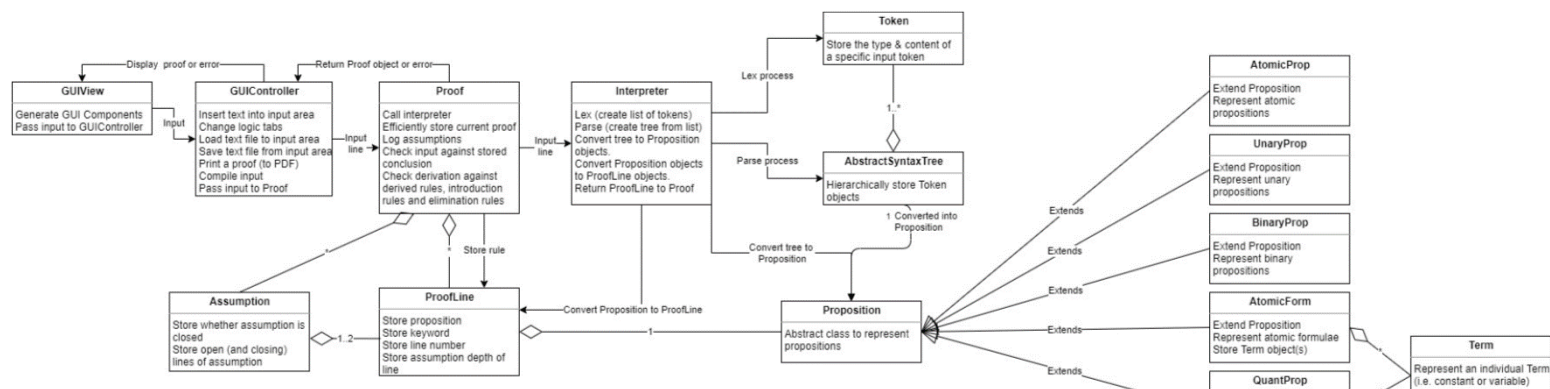 Token
Store the type & content of
a specific input token
Display proof or error
Return Proof object or error
Lex process
GUIView
Generate GUI Components
Pass input to GUIController
Input
GUIController
Insert text into input area
Change logic tabs
Load text file to input area
Save text file from input area
Print a proof (to PDF)
Compile input
Pass input to Proof
Input
line
Proof
Call interpreter
Efficiently store current proof
Log assumptions
Check input against stored
conclusion
Check derivation against
derived rules, introduction
rules and elimination rules
Input
line
Interpreter
Lex (create list of tokens)
Parse (create tree from list)
Convert tree to Proposition
objects.
Convert Proposition objects
to ProofLine objects.
Return ProofLine to Proof
1..*
Parse process
AbstractSyntaxTree
Hierarchically store Token
objects
1 Converted into
Proposition
Convert tree to
Proposition
*
*
Store rule
Assumption
Store whether assumption is
closed
Store open (and closing)
lines of assumption
1..2
ProofLine
Store proposition
Store keyword
Store line number
Store assumption depth of
line
Convert Proposition to ProofLine
1
Proposition
Abstract class to represent
propositions
Extends
Extends
Extends
Extends
Extends
AtomicProp
Extend Proposition
Represent atomic
propositions
UnaryProp
Extend Proposition
Represent unary
propositions
BinaryProp
Extend Proposition
Represent binary
propositions
AtomicForm
Extend Proposition
Represent atomic formulae
Store Term object(s)
*
Term
Represent an individual Term
(i.e. constant or variable)
QuantProp